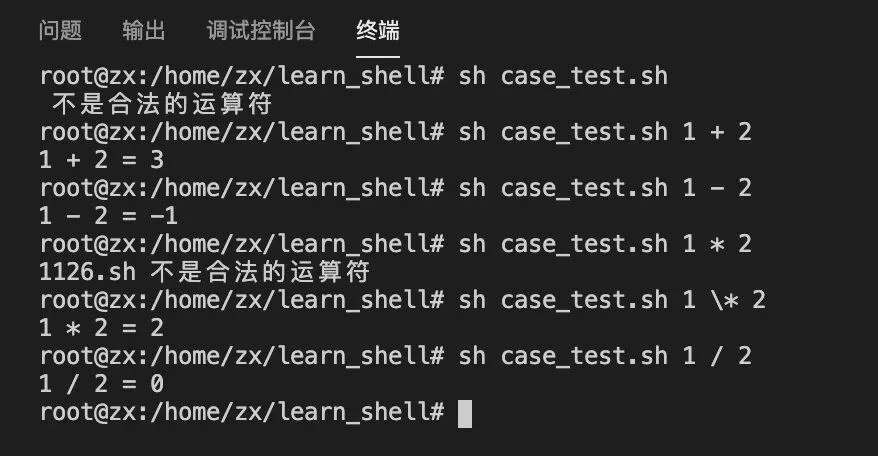 问题 输出 调试控制台 终端
root@zx:/home/zx/learn_shell# sh case_test.sh
不是合法的运算符
root@zx:/home/zx/learn_shell# sh case_test.sh 1 + 2
1 + 2 = 3
root@zx:/home/zx/learn_shell# sh case_test.sh 1 - 2
1 - 2 = -1
root@zx:/home/zx/learn_shell# sh case_test.sh 1 * 2
1126.sh 不是合法的运算符
root@zx:/home/zx/learn_shell# sh case_test.sh 1 \* 2
1 * 2 = 2
root@zx:/home/zx/learn_shell# sh case_test.sh 1 / 2
1 / 2 = 0
root@zx:/home/zx/learn_shell#